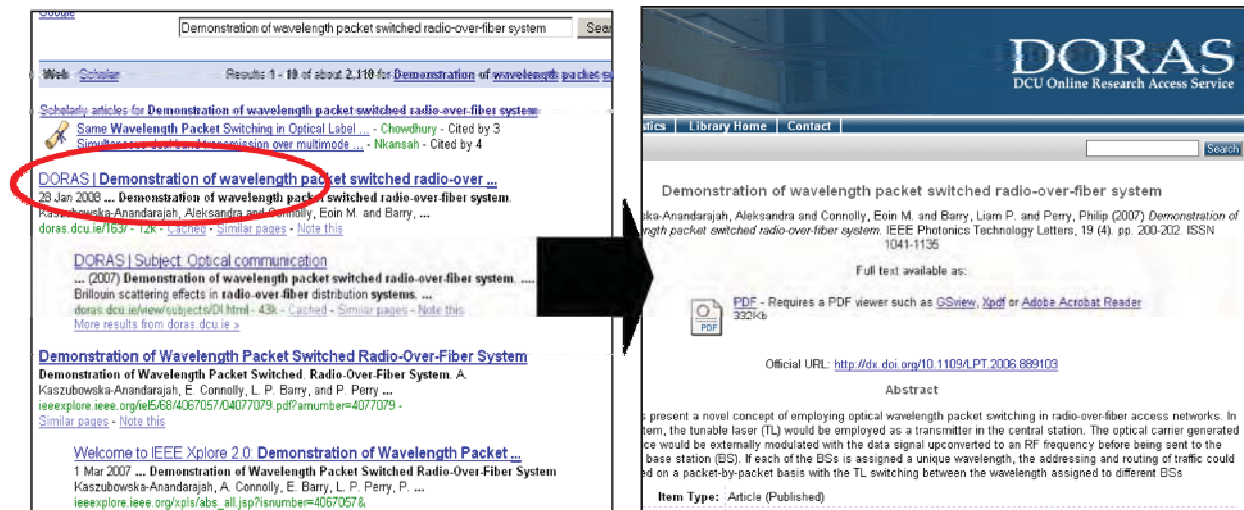 Google
Demonstration of wavelength packet switched radio-over-fiber system
Sear
Web Scholar Results 1 - 10 of about 2,110 for Demonstration of wavelength packet su
Scholarly articles for Demonstration of wavelength packet switched radio-over-fiber system
Same Wavelength Packet Switching in Optical Label ... - Chowdhury - Cited by 3
Simultaneous dual band transmission over multimode ... - Nkansah - Cited by 4
DORAS | Demonstration of wavelength packet switched radio-over ...
28 Jan 2008 ... Demonstration of wavelength packet switched radio-over-fiber system.
Kaszubowska-Anandarajah, Aleksandra and Connolly, Eoin M. and Barry, ...
doras.dcu.ie/163/ - 12k - Cached - Similar pages - Note this
DORAS | Subject: Optical communication
... (2007) Demonstration of wavelength packet switched radio-over-fiber system. ....
Brillouin scattering effects in radio-over-fiber distribution systems. ...
doras.dcu.ie/view/subjects/DI.html - 43k - Cached - Similar pages - Note this
More results from doras.dcu.ie »
Demonstration of Wavelength Packet Switched Radio-Over-Fiber System
Demonstration of Wavelength Packet Switched. Radio-Over-Fiber System. A.
Kaszubowska-Anandarajah, E. Connolly, L. P. Barry, and P. Perry ...
ieeexplore.ieee.org/iel5/68/4067057/04077079.pdf?arnumber=4077079 -
Similar pages - Note this
Welcome to IEEE Xplore 2.0: Demonstration of Wavelength Packet ...
1 Mar 2007 ... Demonstration of Wavelength Packet Switched Radio-Over-Fiber System
Kaszubowska-Anandarajah, A. Connolly, E. Barry, L. P. Perry, P. ...
ieeexplore.ieee.org/xpls/abs_all.jsp?isnumber=4067057&
DORAS
DCU Online Research Access Service
stics | Library Home | Contact |
Search
Demonstration of wavelength packet switched radio-over-fiber system
ska-Anandarajah, Aleksandra and Connolly, Eoin M. and Barry, Liam P. and Perry, Philip (2007) Demonstration of
ngth packet switched radio-over-fiber system. IEEE Photonics Technology Letters, 19 (4). pp. 200-202. ISSN
1041-1135
Full text available as:
PDF - Requires a PDF viewer such as GSview, Xpdf or Adobe Acrobat Reader
332Kb
PDF
Official URL: http://dx.doi.org/10.1109/LPT.2006.889103
Abstract
s present a novel concept of employing optical wavelength packet switching in radio-over-fiber access networks. In
tem, the tunable laser (TL) would be employed as a transmitter in the central station. The optical carrier generated
ce would be externally modulated with the data signal upconverted to an RF frequency before being sent to the
base station (BS). If each of the BSs is assigned a unique wavelength, the addressing and routing of traffic could
ed on a packet-by-packet basis with the TL switching between the wavelength assigned to different BSs
Item Type: Article (Published)